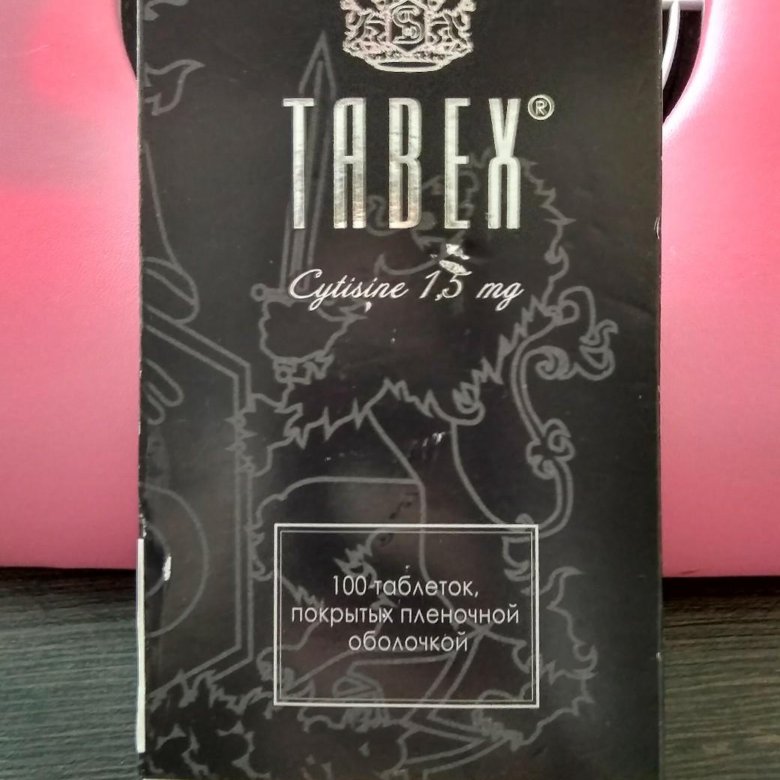 TABEX®
Cytisine 1,5 mg
100 таблеток,
покрытых пленочной
оболочкой